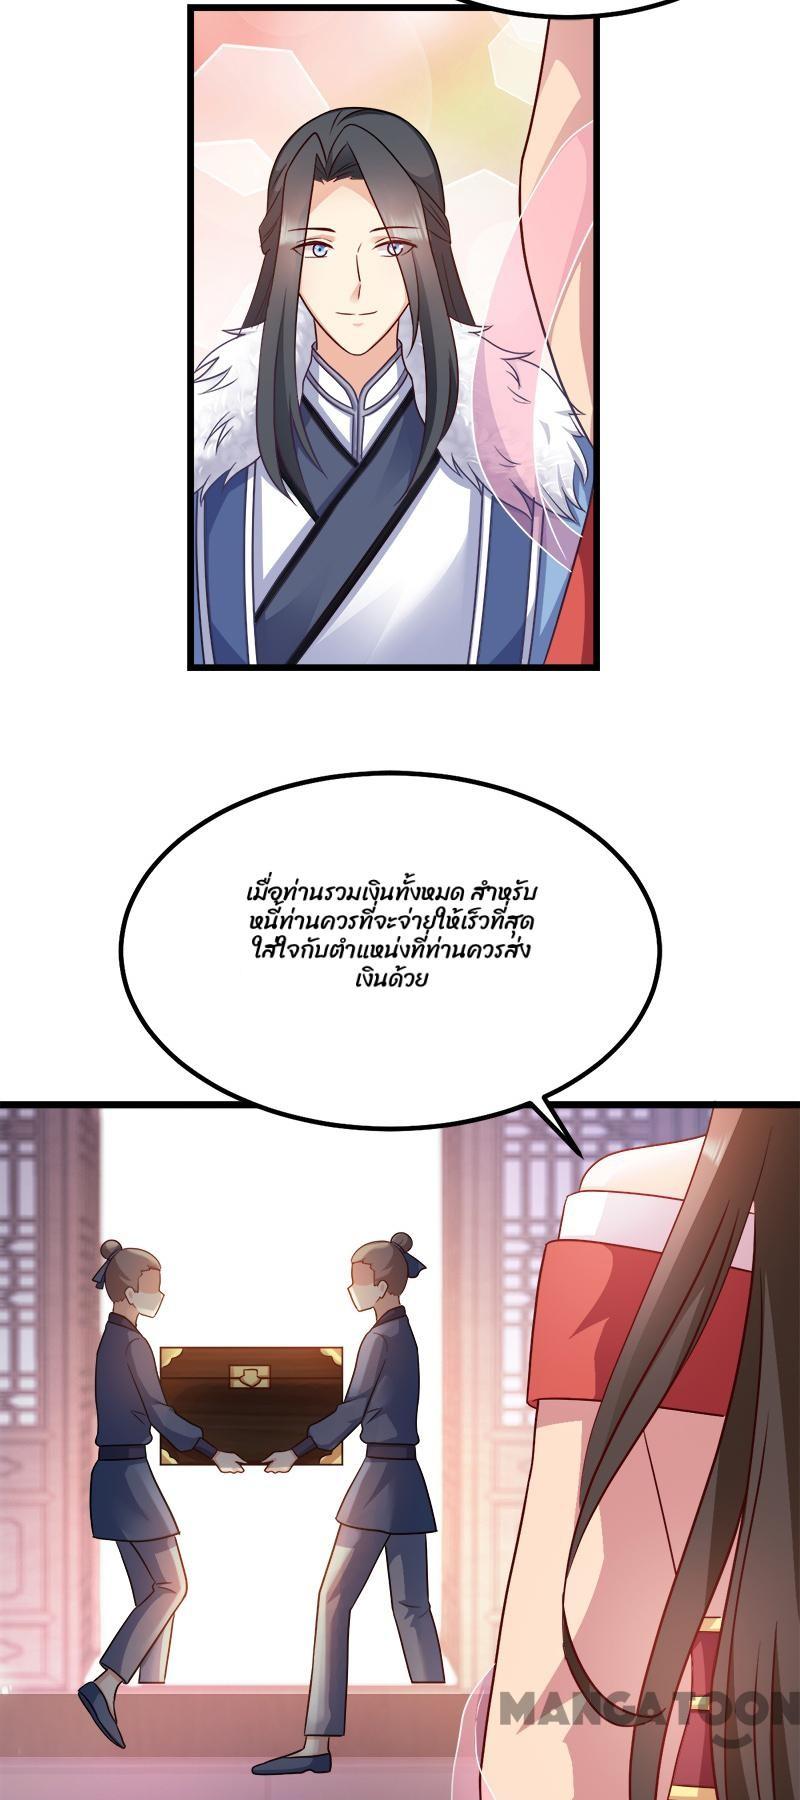 เมื่อท่านรวมเงินทั้งหมด สำหรับ
หนี้ท่านควรที่จะจ่ายให้เร็วที่สุด
ใส่ใจกับตำแหน่งที่ท่านควรส่ง
เงินด้วย
MANGATOON